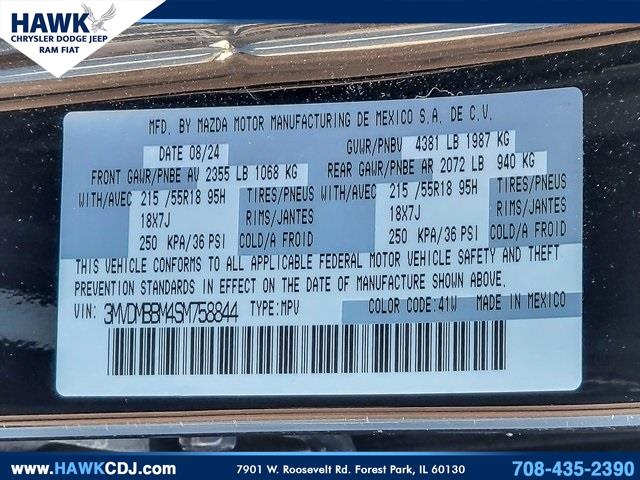 HAWK
CHRYSLER DODGE JEEP
RAM FIAT
MFD. BY MAZDA MOTOR MANUFACTURING DE MEXICO S.A. DE C.V.
DATE 08/24 GVWR/PNBV 4381 LB 1987 KG
FRONT GAWR/PNBE AV 2355 LB 1068 KG REAR GAWR/PNBE AR 2072 LB 940 KG
WITH/AVEC 215 /55R18 95H TIRES/PNEUS WITH/AVEC 215 /55R18 95H TIRES/PNEUS
18X7J RIMS/JANTES 18X7J RIMS/JANTES
250 KPA/36 PSI COLD/A FROID 250 KPA/36 PSI COLD/A FROID
THIS VEHICLE CONFORMS TO ALL APPLICABLE FEDERAL MOTOR VEHICLE SAFETY AND THEFT
PREVENTION STANDARDS IN EFFECT ON THE DATE OF MANUFACTURE SHOWN ABOVE.
VIN: 3MVDMBBM4SM758844 TYPE:MPV COLOR CODE:41W MADE IN MEXICO
www.HAWKCDJ.com 7901 W. Roosevelt Rd. Forest Park, IL 60130 708-435-2390